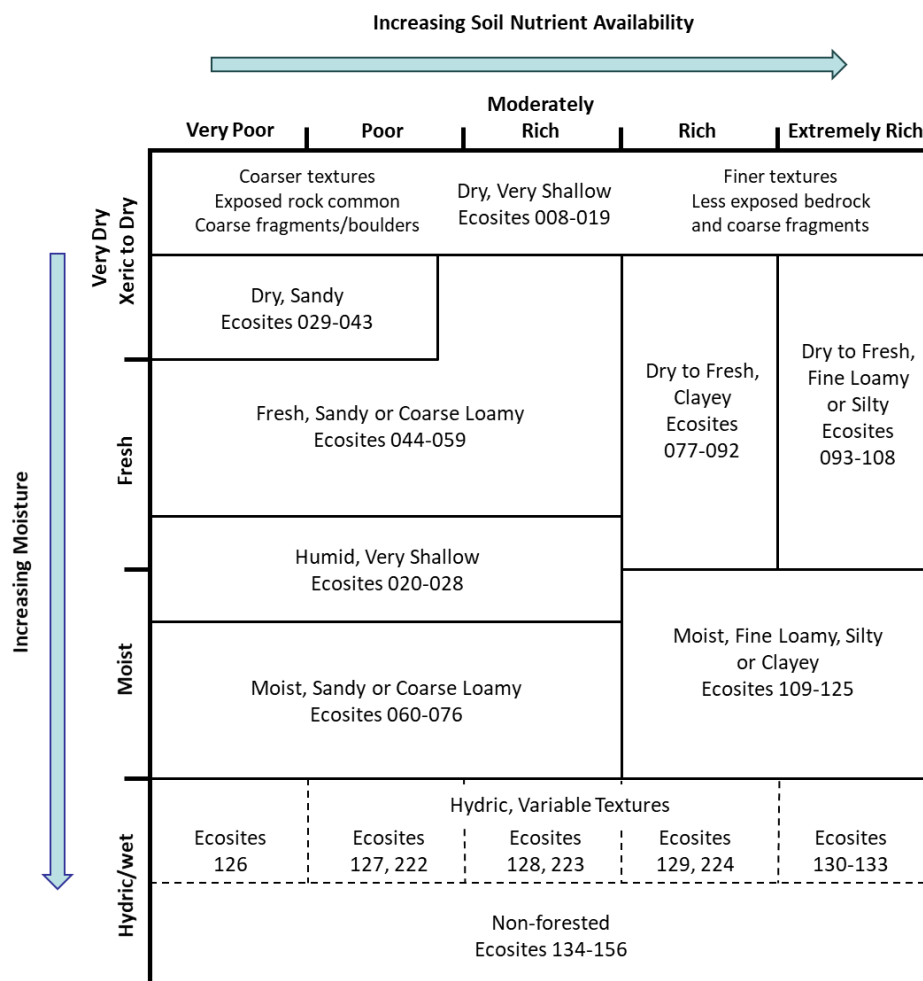 Increasing Soil Nutrient Availability
Very Poor
Poor
Moderately
Rich
Rich
Extremely Rich
Increasing Moisture
Very Dry
Xeric to Dry
Fresh
Moist
Hydric/wet
Coarser textures
Exposed rock common
Coarse fragments/boulders
Dry, Very Shallow
Ecosites 008-019
Finer textures
Less exposed bedrock
and coarse fragments
Dry, Sandy
Ecosites 029-043
Fresh, Sandy or Coarse Loamy
Ecosites 044-059
Dry to Fresh,
Clayey
Ecosites
077-092
Dry to Fresh,
Fine Loamy
or Silty
Ecosites
093-108
Humid, Very Shallow
Ecosites 020-028
Moist, Sandy or Coarse Loamy
Ecosites 060-076
Moist, Fine Loamy, Silty
or Clayey
Ecosites 109-125
Hydric, Variable Textures
Ecosites
126
Ecosites
127, 222
Ecosites
128, 223
Ecosites
129, 224
Ecosites
130-133
Non-forested
Ecosites 134-156